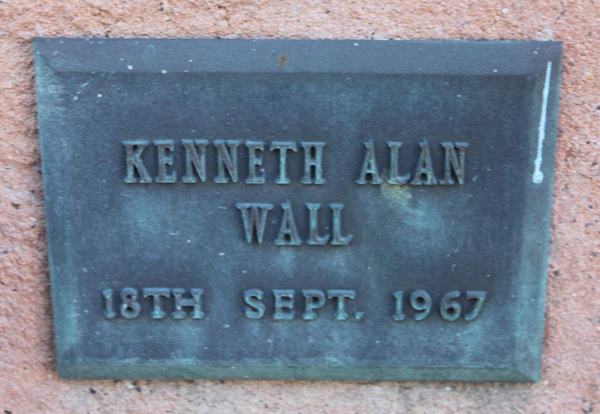 KENNETH ALAN
WALL
18TH SEPT. 1967